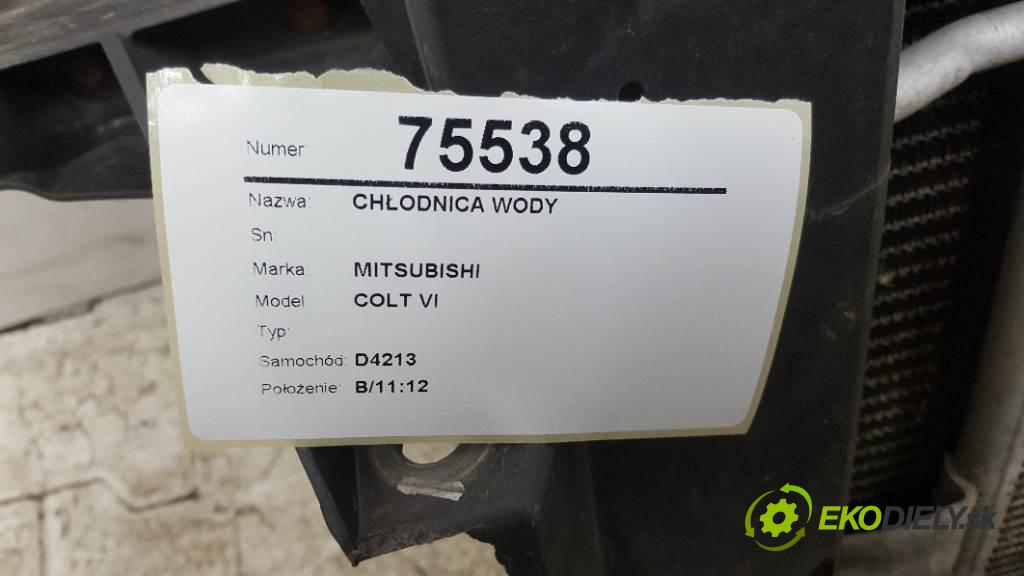 Numer: 75538
Nazwa: CHŁODNICA WODY
Sn:
Marka: MITSUBISHI
Model: COLT VI
Typ:
Samochód: D4213
Położenie: B/11:12
EKODIELY.sk